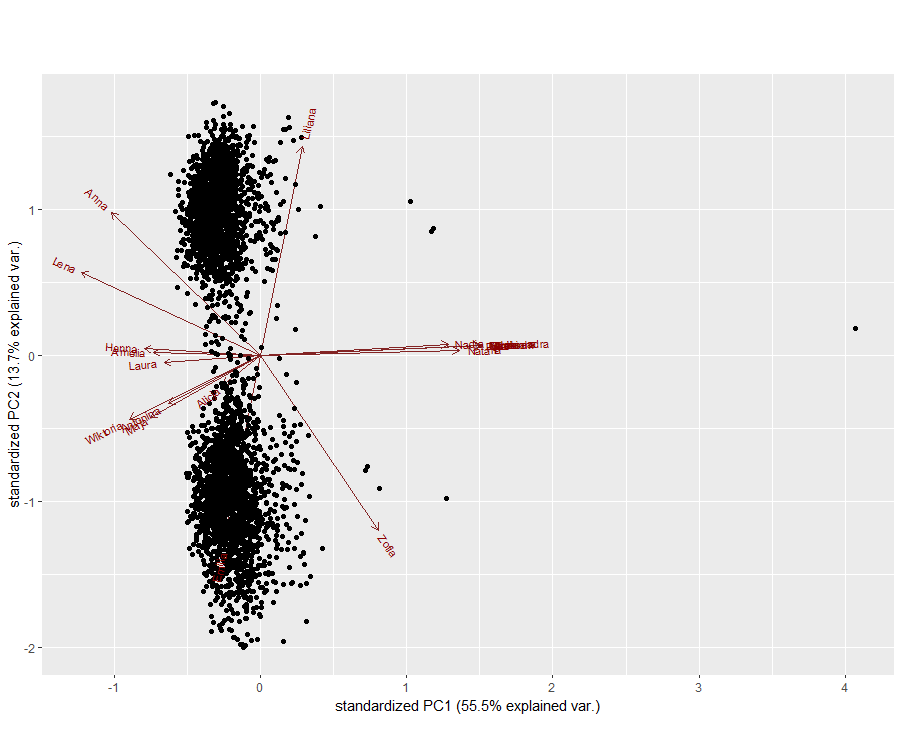 Liliana
Anna
Lena
Hanna
Amelia
Laura
Alicja
Wiktoria
Maja
Zofia
standardized PC2 (13.7% explained var.)
1
0
-1
-2
-1
0
1
2
3
4
standardized PC1 (55.5% explained var.)